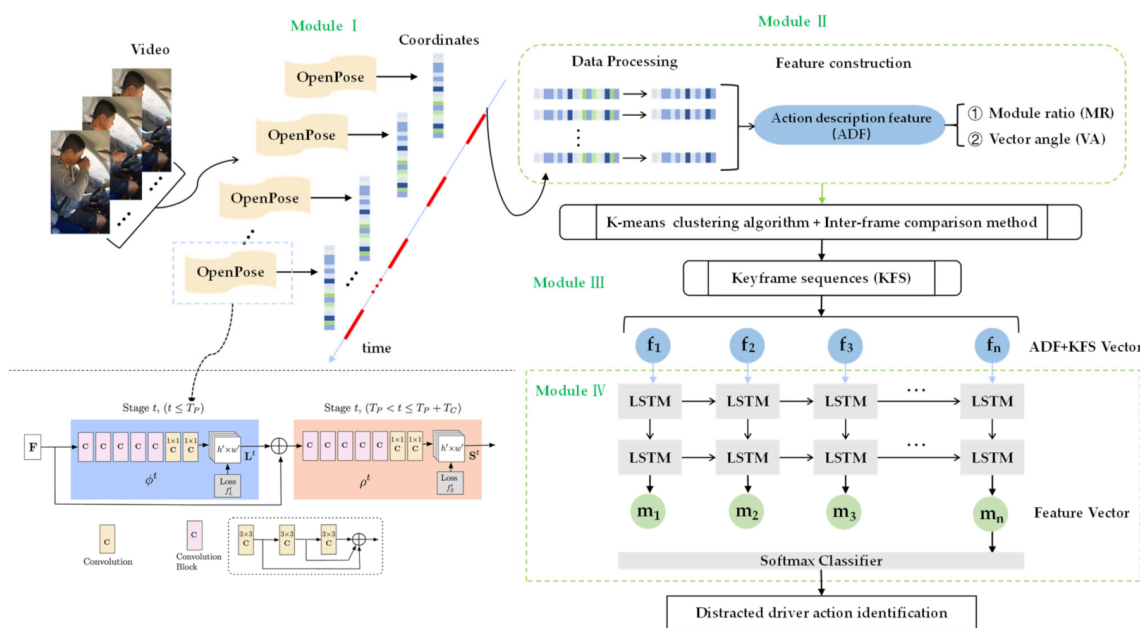 Module Ⅰ
Video
Coordinates
OpenPose
OpenPose
OpenPose
OpenPose
time
Module Ⅱ
Data Processing
Feature construction
Action description feature
(ADF)
① Module ratio (MR)
② Vector angle (VA)
K-means clustering algorithm + Inter-frame comparison method
Module Ⅲ
Keyframe sequences (KFS)
f1 f2 f3 fn
ADF+KFS Vector
Module Ⅳ
LSTM LSTM LSTM ... LSTM
LSTM LSTM LSTM ... LSTM
m1 m2 m3 mn
Feature Vector
Softmax Classifier
Distracted driver action identification
Stage t, (t ≤ TP)
Stage t, (TP < t ≤ TP + TC)
F
C C C C C 1×1 C 1×1 C
h′×w′
L^t
Loss
f_L^t
ϕ^t
C C C C C 1×1 C 1×1 C
h′×w′
S^t
Loss
f_S^t
ρ^t
C
Convolution
C
Convolution
Block
3×3 3×3 3×3
C C C